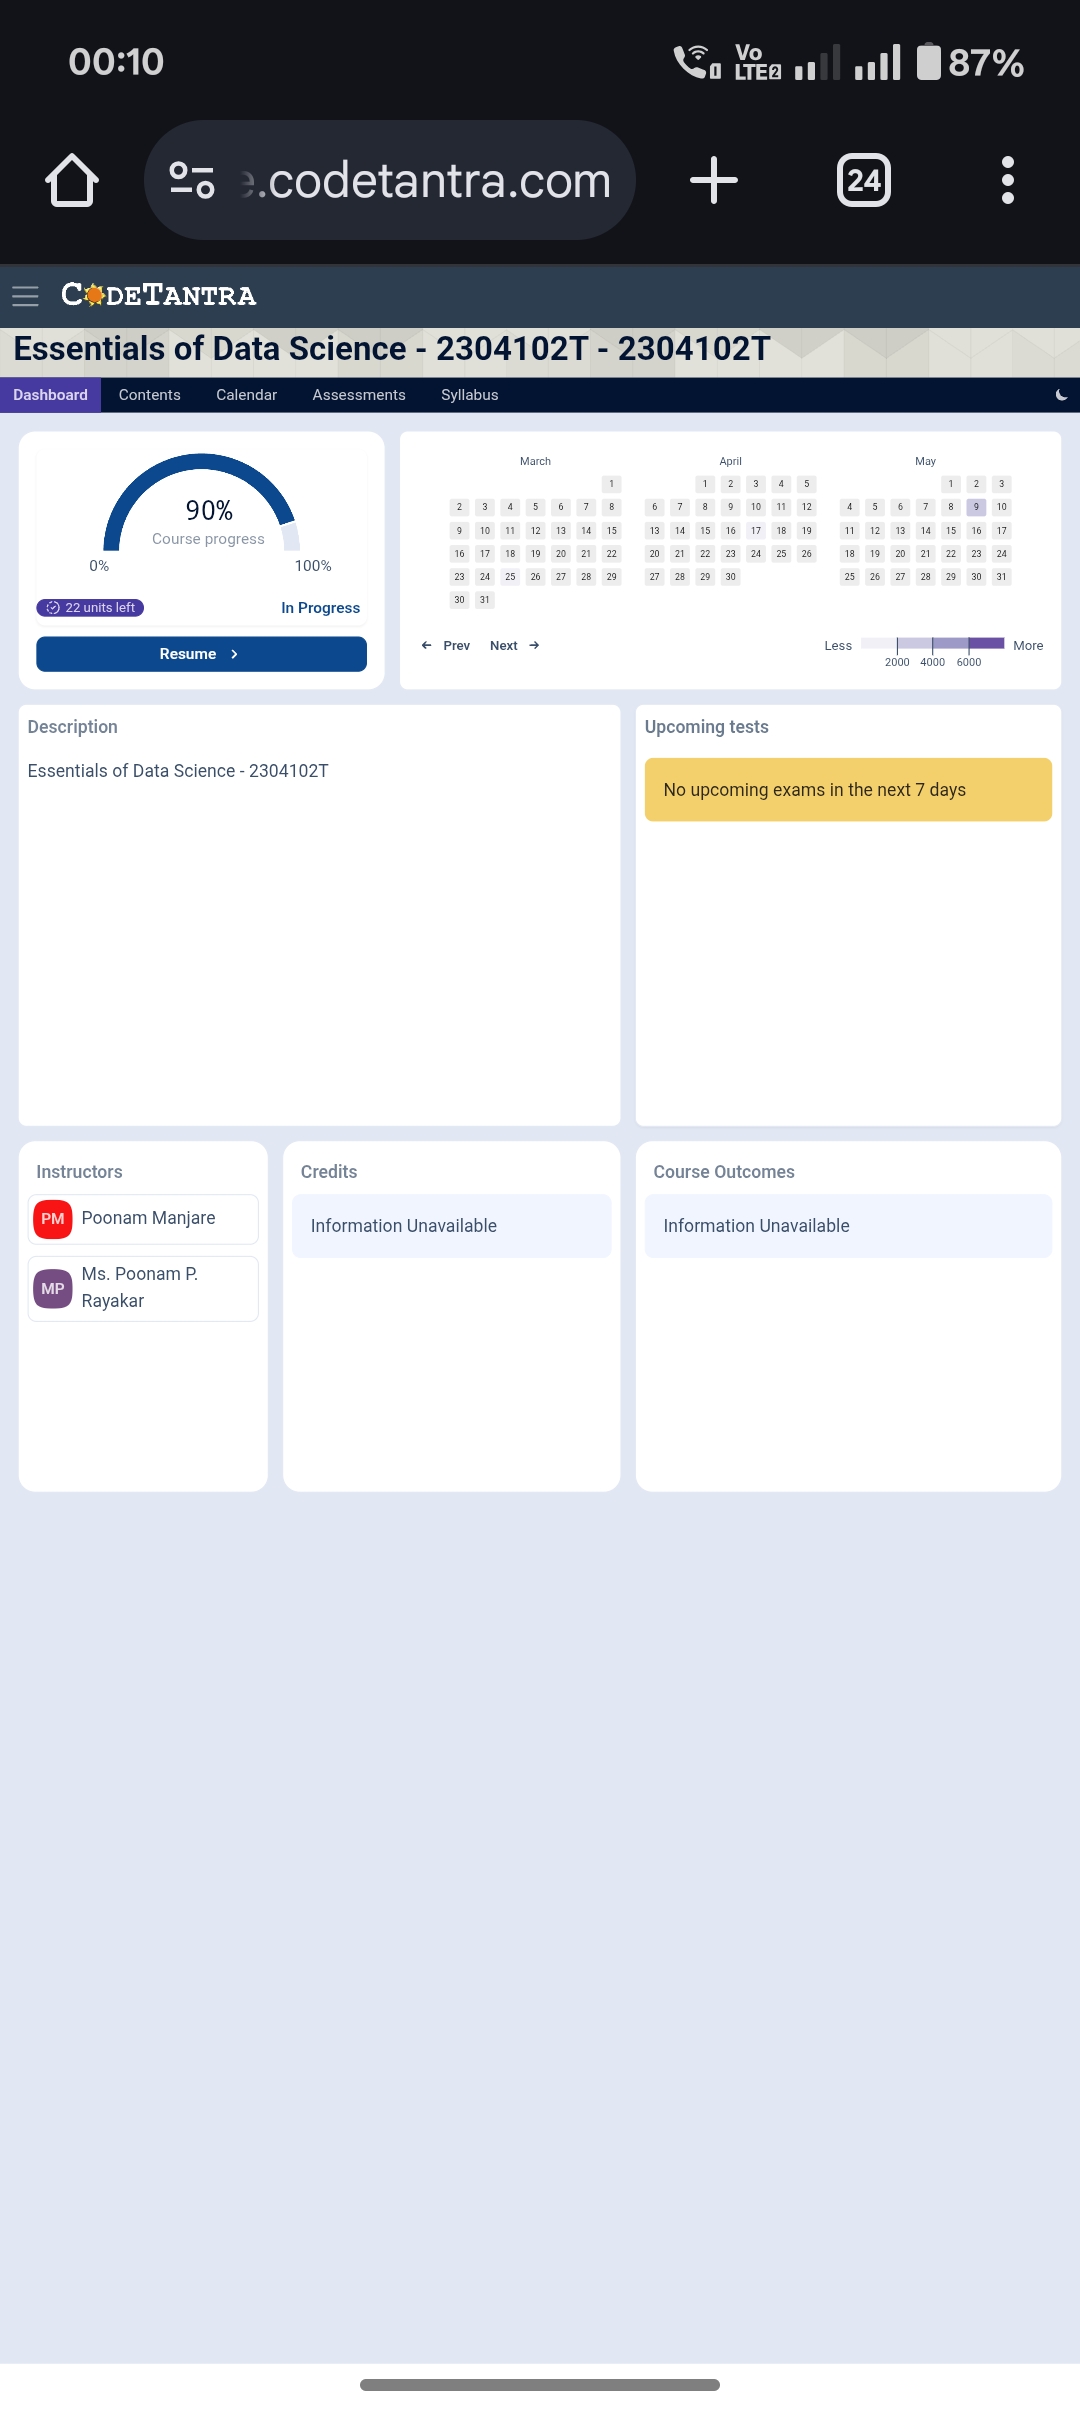 00:10
Vo
LTE2
87%
e.codetantra.com
24
CODETANTRA
Essentials of Data Science - 2304102T - 2304102T
Dashboard Contents Calendar Assessments Syllabus
90%
Course progress
0% 100%
22 units left In Progress
Resume
March
1
2 3 4 5 6 7 8
9 10 11 12 13 14 15
16 17 18 19 20 21 22
23 24 25 26 27 28 29
30 31
April
1 2 3 4 5
6 7 8 9 10 11 12
13 14 15 16 17 18 19
20 21 22 23 24 25 26
27 28 29 30
May
1 2 3
4 5 6 7 8 9 10
11 12 13 14 15 16 17
18 19 20 21 22 23 24
25 26 27 28 29 30 31
Prev Next
Less More
2000 4000 6000
Description
Essentials of Data Science - 2304102T
Upcoming tests
No upcoming exams in the next 7 days
Instructors
PM Poonam Manjare
MP Ms. Poonam P.
Rayakar
Credits
Information Unavailable
Course Outcomes
Information Unavailable